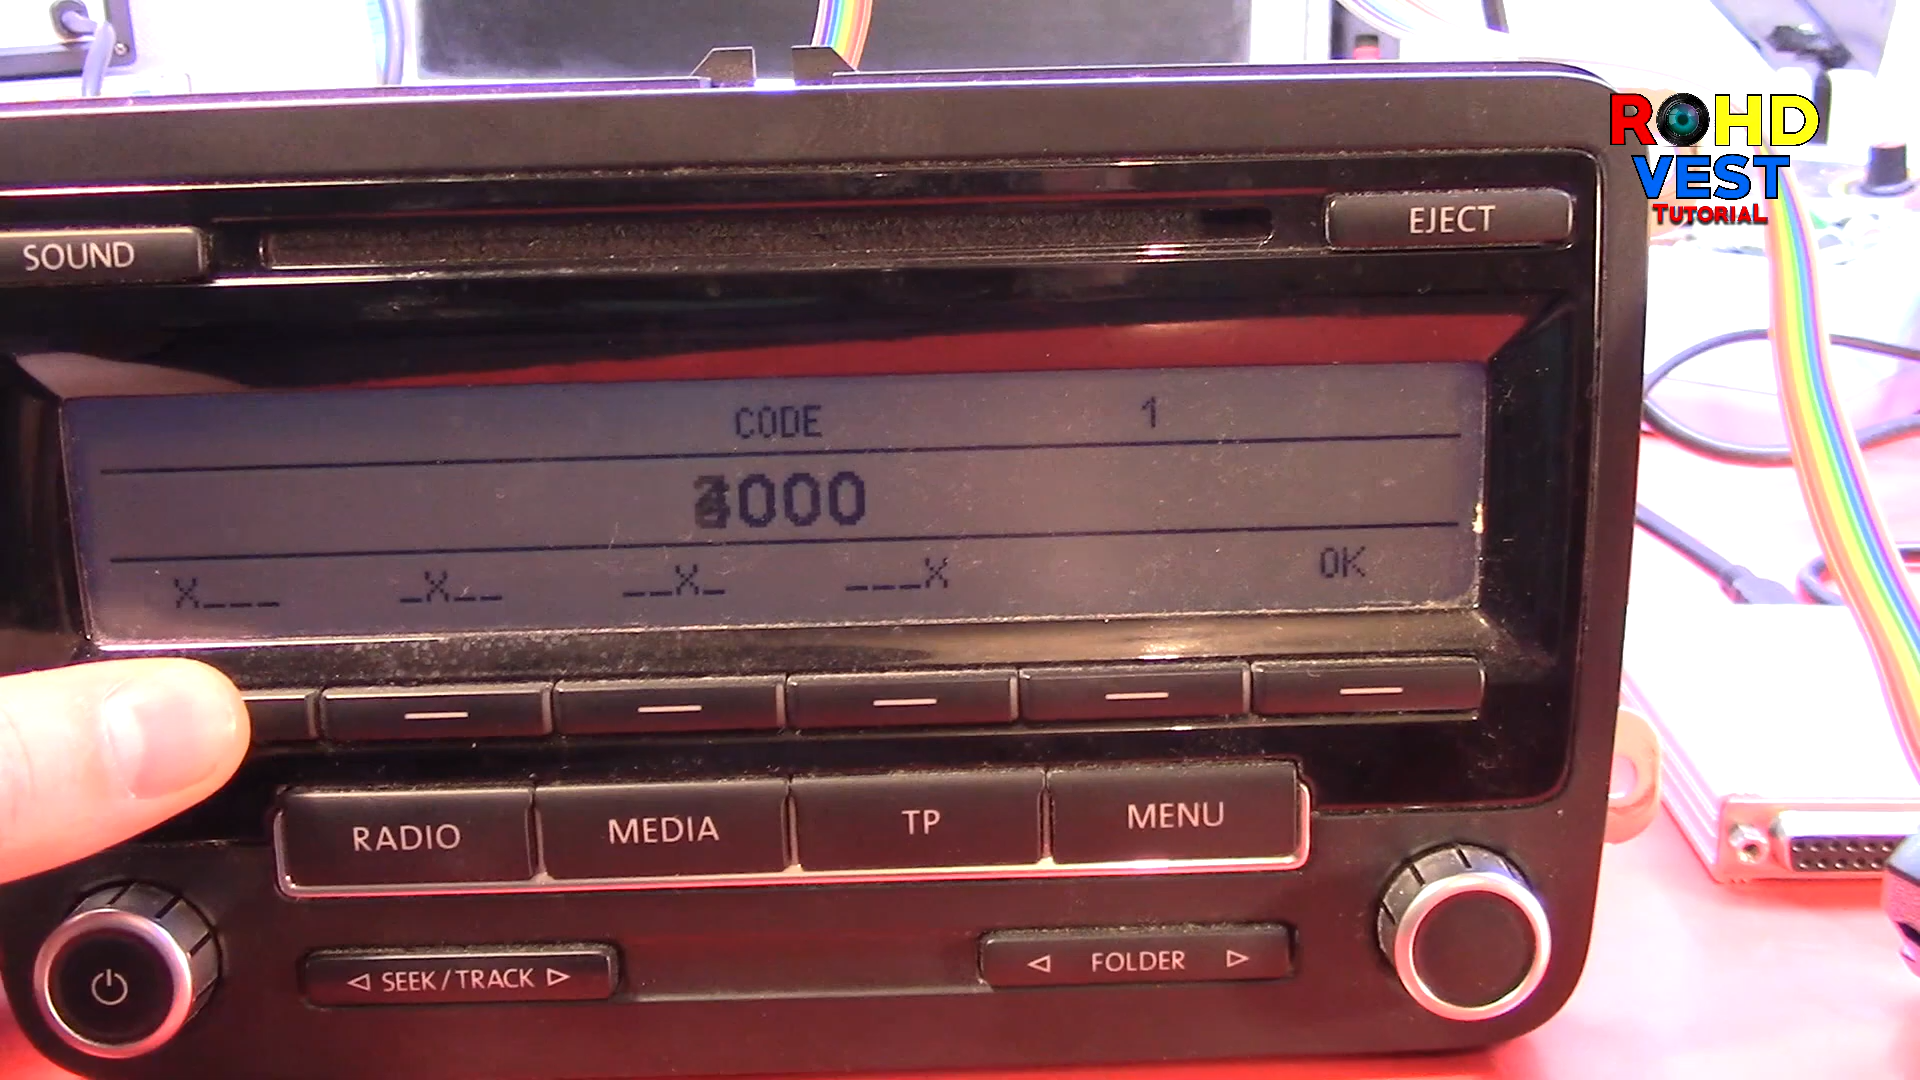 ROHD
VEST
TUTORIAL
SOUND
EJECT
CODE 1
000
X___ _X__ __X_ ___X OK
RADIO MEDIA TP MENU
SEEK/TRACK
FOLDER